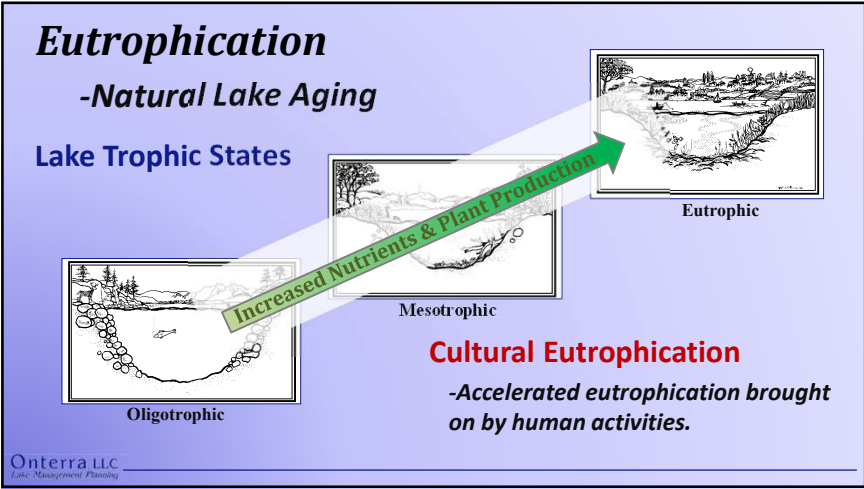 Eutrophication
-Natural Lake Aging
Lake Trophic States
Increased Nutrients & Plant Production
Eutrophic
Mesotrophic
Oligotrophic
Cultural Eutrophication
-Accelerated eutrophication brought
on by human activities.
Onterra LLC
Lake Management Planning